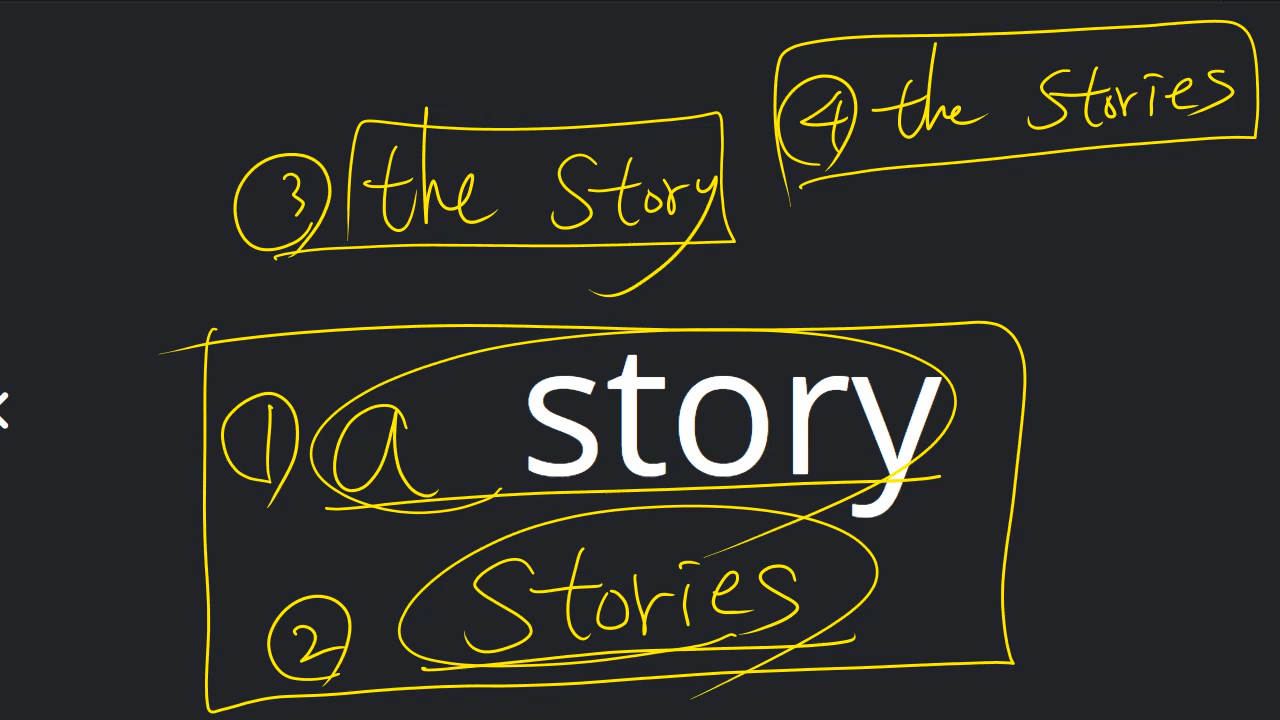 ④ the Stories
③ the Story
① a story
② Stories